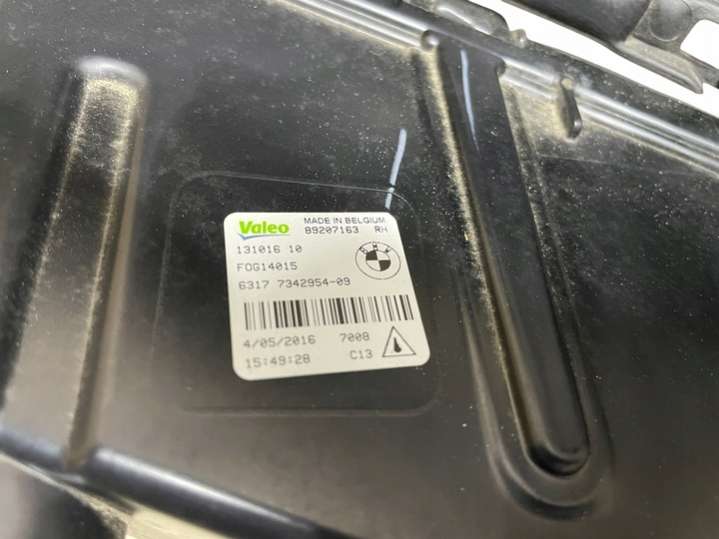 Valeo MADE IN BELGIUM
89207163 RH
131016 10
FOG14015
BMW
6317 7342954-09
4/05/2016 7008
15:49:28 C13